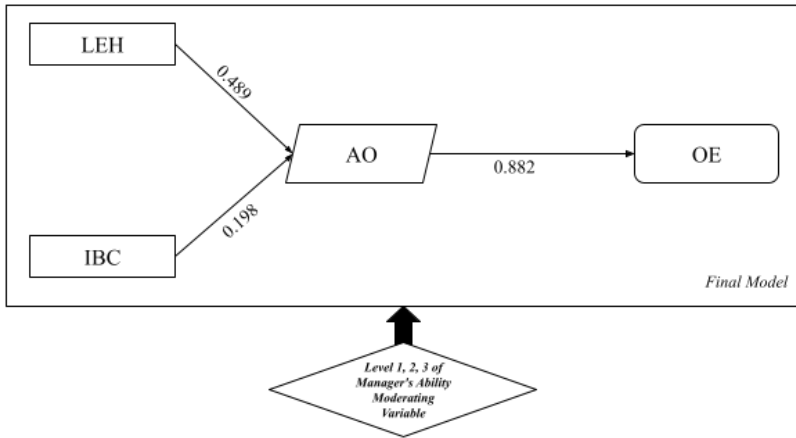 LEH
0.489
AO
0.882
OE
0.198
IBC
Final Model
Level 1, 2, 3 of
Manager's Ability
Moderating
Variable